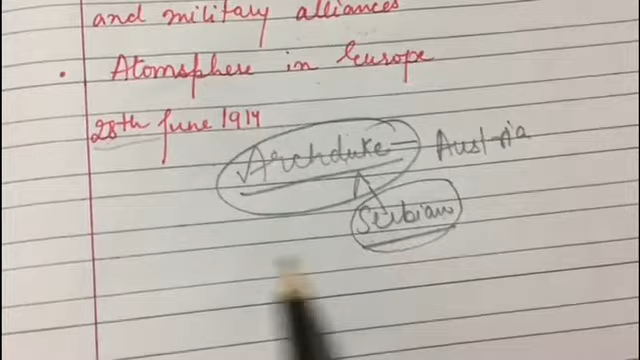 and military alliances
• Atomsphere in Europe
28th June 1914
Archduke - Austria
Serbian